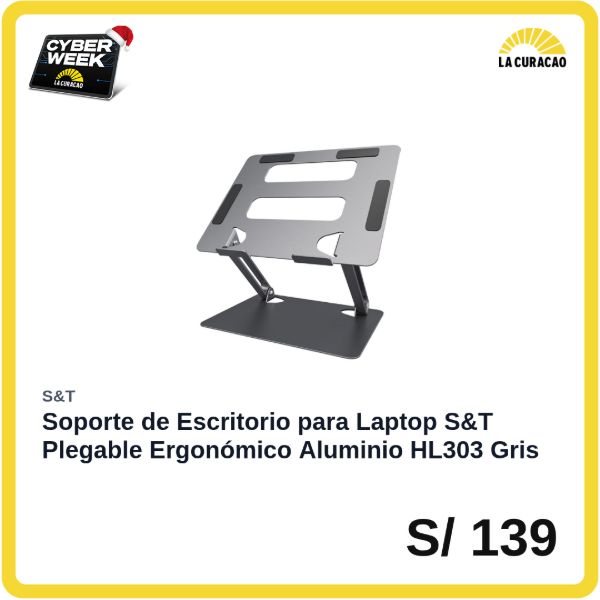 CYBER
WEEK
LA CURACAO
LA CURACAO
S&T
Soporte de Escritorio para Laptop S&T
Plegable Ergonómico Aluminio HL303 Gris
S/ 139